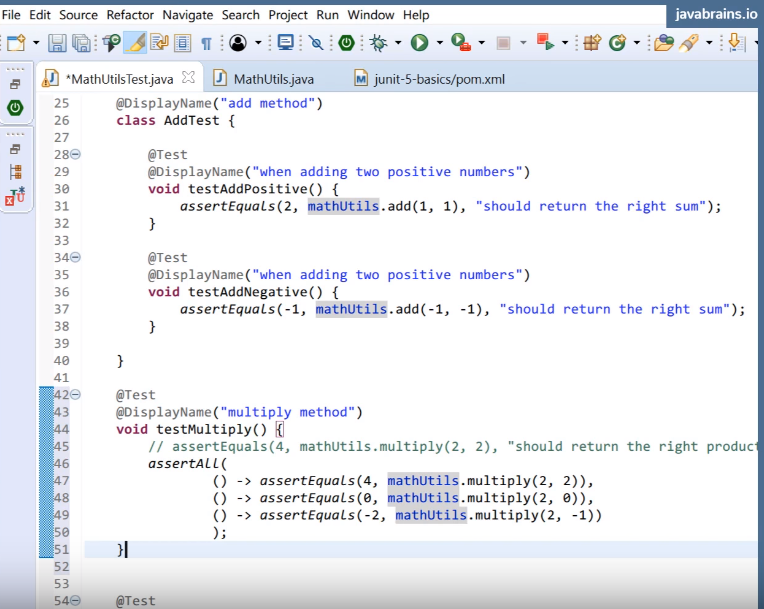 File Edit Source Refactor Navigate Search Project Run Window Help
javabrains.io
*MathUtilsTest.java MathUtils.java junit-5-basics/pom.xml
25 @DisplayName("add method")
26 class AddTest {
27
28 @Test
29 @DisplayName("when adding two positive numbers")
30 void testAddPositive() {
31 assertEquals(2, mathUtils.add(1, 1), "should return the right sum");
32 }
33
34 @Test
35 @DisplayName("when adding two positive numbers")
36 void testAddNegative() {
37 assertEquals(-1, mathUtils.add(-1, -1), "should return the right sum");
38 }
39
40 }
41
42 @Test
43 @DisplayName("multiply method")
44 void testMultiply() {
45 // assertEquals(4, mathUtils.multiply(2, 2), "should return the right product
46 assertAll(
47 () -> assertEquals(4, mathUtils.multiply(2, 2)),
48 () -> assertEquals(0, mathUtils.multiply(2, 0)),
49 () -> assertEquals(-2, mathUtils.multiply(2, -1))
50 );
51 }
52
53
54 @Test